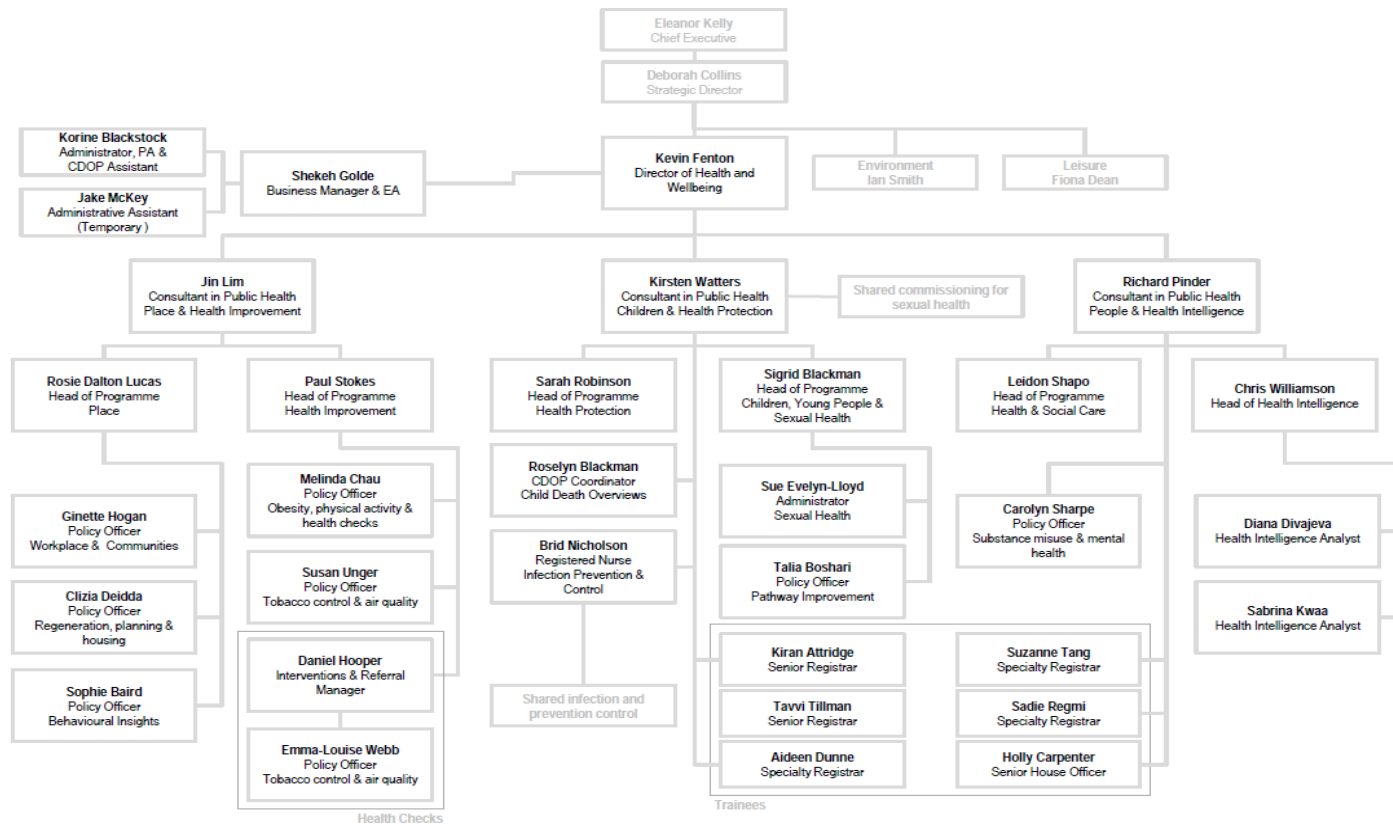 Eleanor Kelly
Chief Executive
Deborah Collins
Strategic Director
Korine Blackstock
Administrator, PA &
CDOP Assistant
Jake McKey
Administrative Assistant
(Temporary )
Shekeh Golde
Business Manager & EA
Kevin Fenton
Director of Health and
Wellbeing
Environment
Ian Smith
Leisure
Fiona Dean
Jin Lim
Consultant in Public Health
Place & Health Improvement
Kirsten Watters
Consultant in Public Health
Children & Health Protection
Shared commissioning for
sexual health
Richard Pinder
Consultant in Public Health
People & Health Intelligence
Rosie Dalton Lucas
Head of Programme
Place
Paul Stokes
Head of Programme
Health Improvement
Sarah Robinson
Head of Programme
Health Protection
Sigrid Blackman
Head of Programme
Children, Young People &
Sexual Health
Leidon Shapo
Head of Programme
Health & Social Care
Chris Williamson
Head of Health Intelligence
Ginette Hogan
Policy Officer
Workplace & Communities
Clizia Deidda
Policy Officer
Regeneration, planning &
housing
Sophie Baird
Policy Officer
Behavioural Insights
Melinda Chau
Policy Officer
Obesity, physical activity &
health checks
Susan Unger
Policy Officer
Tobacco control & air quality
Daniel Hooper
Interventions & Referral
Manager
Emma-Louise Webb
Policy Officer
Tobacco control & air quality
Health Checks
Roselyn Blackman
CDOP Coordinator
Child Death Overviews
Brid Nicholson
Registered Nurse
Infection Prevention &
Control
Shared infection and
prevention control
Sue Evelyn-Lloyd
Administrator
Sexual Health
Talia Boshari
Policy Officer
Pathway Improvement
Carolyn Sharpe
Policy Officer
Substance misuse & mental
health
Diana Divajeva
Health Intelligence Analyst
Sabrina Kwaa
Health Intelligence Analyst
Kiran Attridge
Senior Registrar
Suzanne Tang
Specialty Registrar
Tavvi Tillman
Senior Registrar
Sadie Regmi
Specialty Registrar
Aideen Dunne
Specialty Registrar
Holly Carpenter
Senior House Officer
Trainees